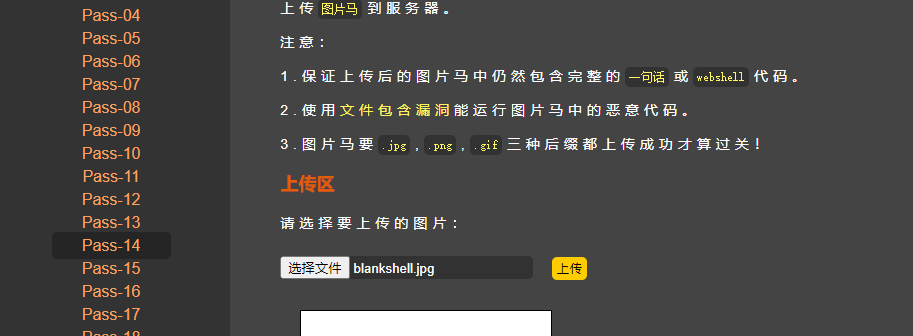 Pass-04
Pass-05
Pass-06
Pass-07
Pass-08
Pass-09
Pass-10
Pass-11
Pass-12
Pass-13
Pass-14
Pass-15
Pass-16
Pass-17
Pass-18
上传 图片马 到服务器。
注意：
1.保证上传后的图片马中仍然包含完整的 一句话 或 webshell 代码。
2.使用文件包含漏洞能运行图片马中的恶意代码。
3.图片马要 .jpg , .png , .gif 三种后缀都上传成功才算过关！
上传区
请选择要上传的图片：
选择文件 blankshell.jpg 上传